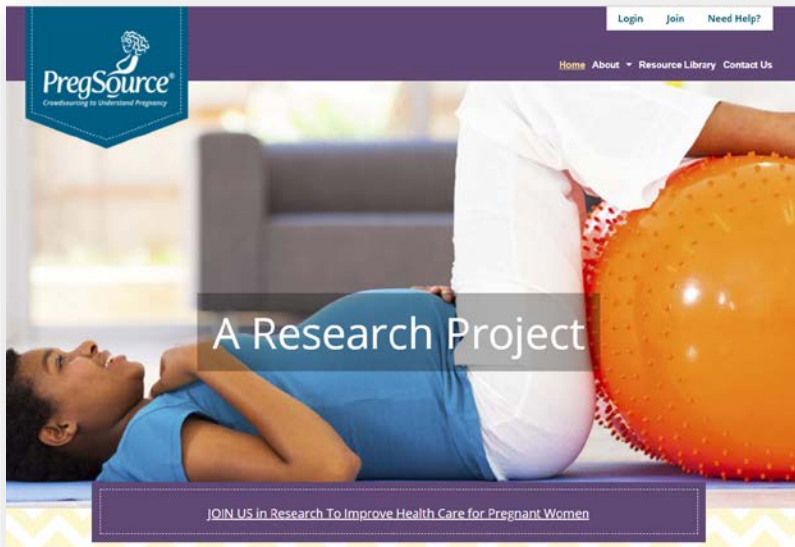 Login Join Need Help?
PregSource®
Crowdsourcing to Understand Pregnancy
Home About Resource Library Contact Us
A Research Project
JOIN US in Research To Improve Health Care for Pregnant Women